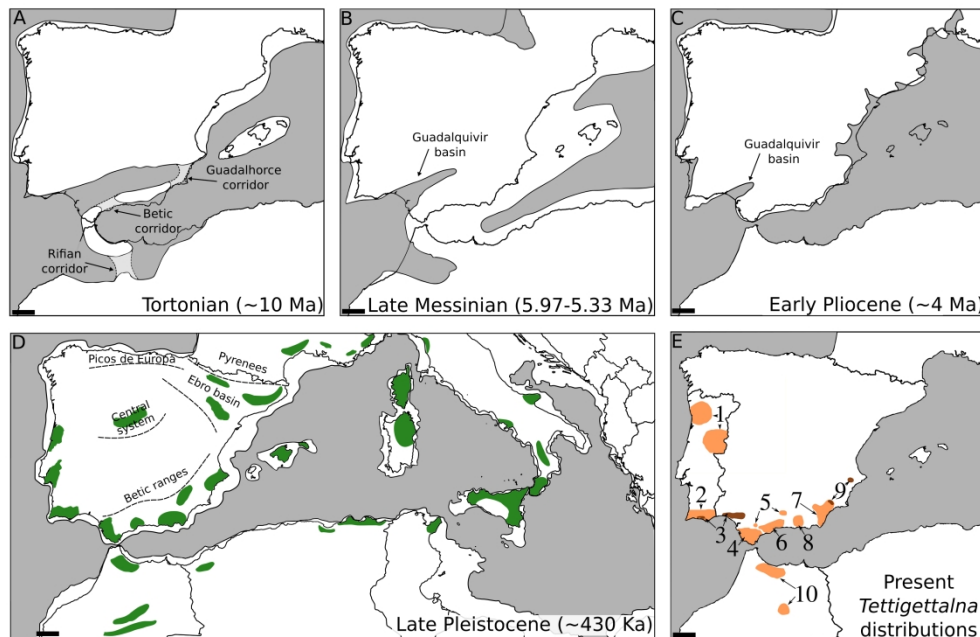 A
Guadalhorce
corridor
Betic
corridor
Rifian
corridor
Tortonian (~10 Ma)
B
Guadalquivir
basin
Late Messinian (5.97-5.33 Ma)
C
Guadalquivir
basin
Early Pliocene (~4 Ma)
D
Picos de Europa
Pyrenees
Ebro basin
Central
system
Betic ranges
Late Pleistocene (~430 Ka)
E
1
2
3
4
5
6
7
8
9
10
Present
Tettigettalna
distributions